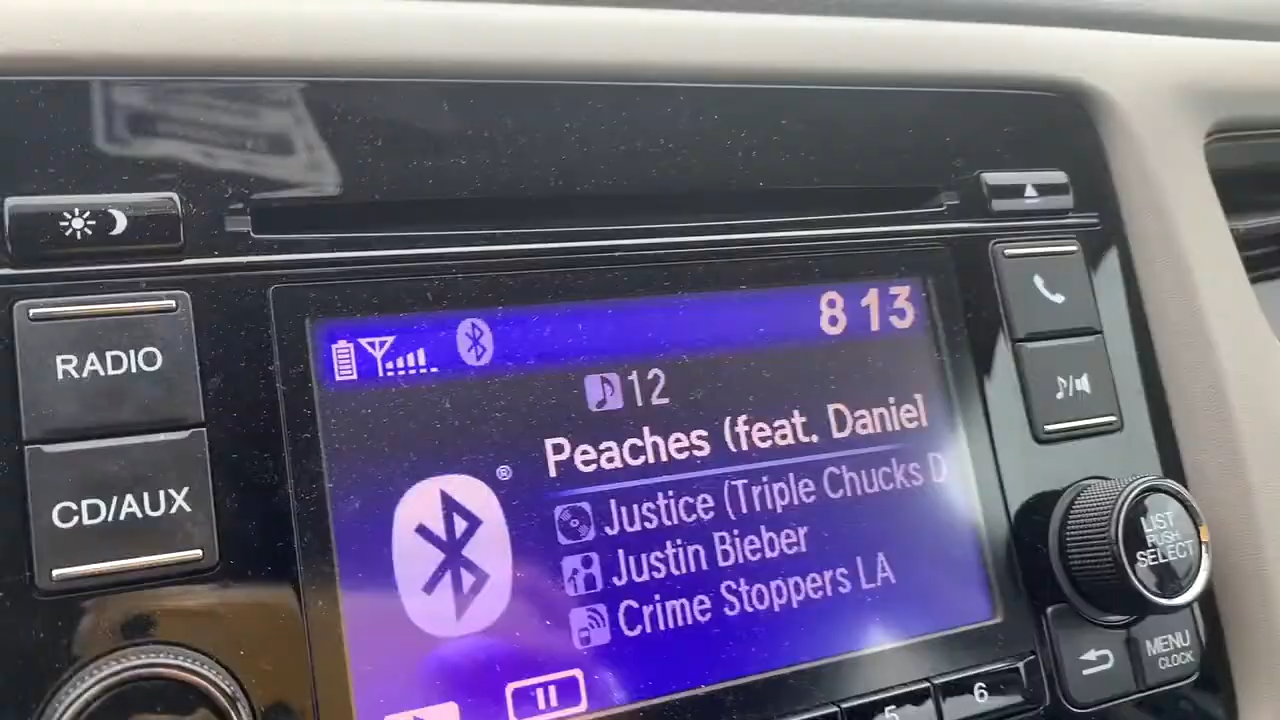 8 13
RADIO
12
Peaches (feat. Daniel
CD/AUX
®
Justice (Triple Chucks D
Justin Bieber
Crime Stoppers LA
LIST
PUSH
SELECT
MENU
CLOCK
5
6